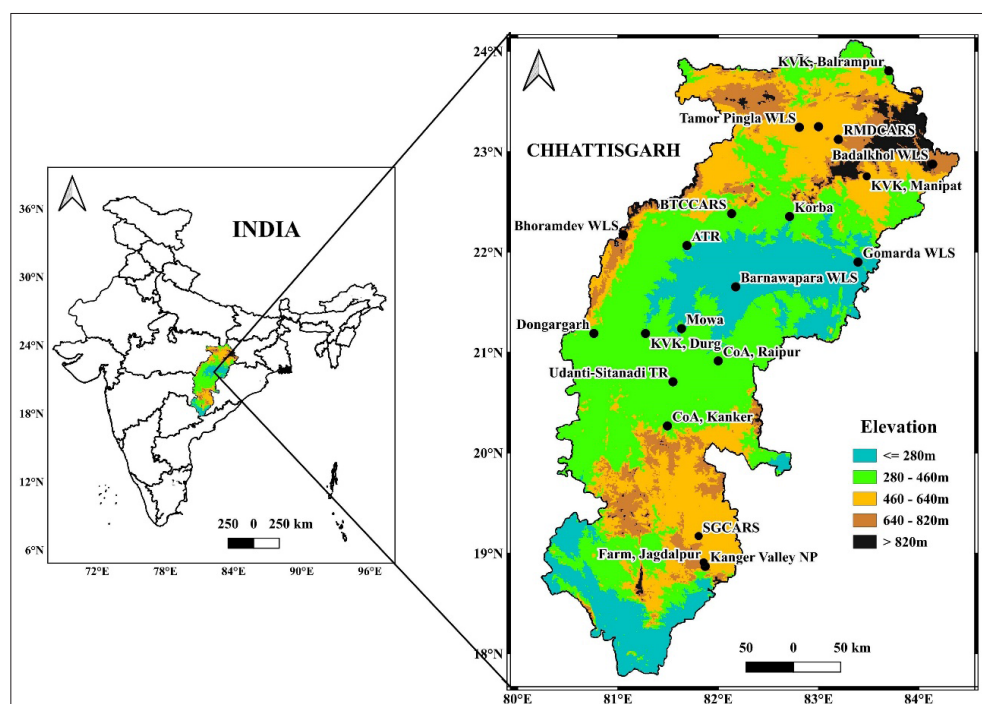 INDIA
36°N
30°N
24°N
18°N
12°N
6°N
72°E
78°E
84°E
90°E
96°E
250 0 250 km
CHHATTISGARH
24°N
23°N
22°N
21°N
20°N
19°N
18°N
80°E
81°E
82°E
83°E
84°E
KVK, Balrampur
Tamor Pingla WLS
RMDCARS
Badalkhol WLS
KVK, Manipat
BTCCARS
Korba
Bhoramdev WLS
ATR
Gomarda WLS
Barnawapara WLS
Dongargarh
Mowa
KVK, Durg
CoA, Raipur
Udanti-Sitanadi TR
CoA, Kanker
SGCARS
Farm, Jagdalpur
Kanger Valley NP
Elevation
<= 280m
280 - 460m
460 - 640m
640 - 820m
> 820m
50 0 50 km